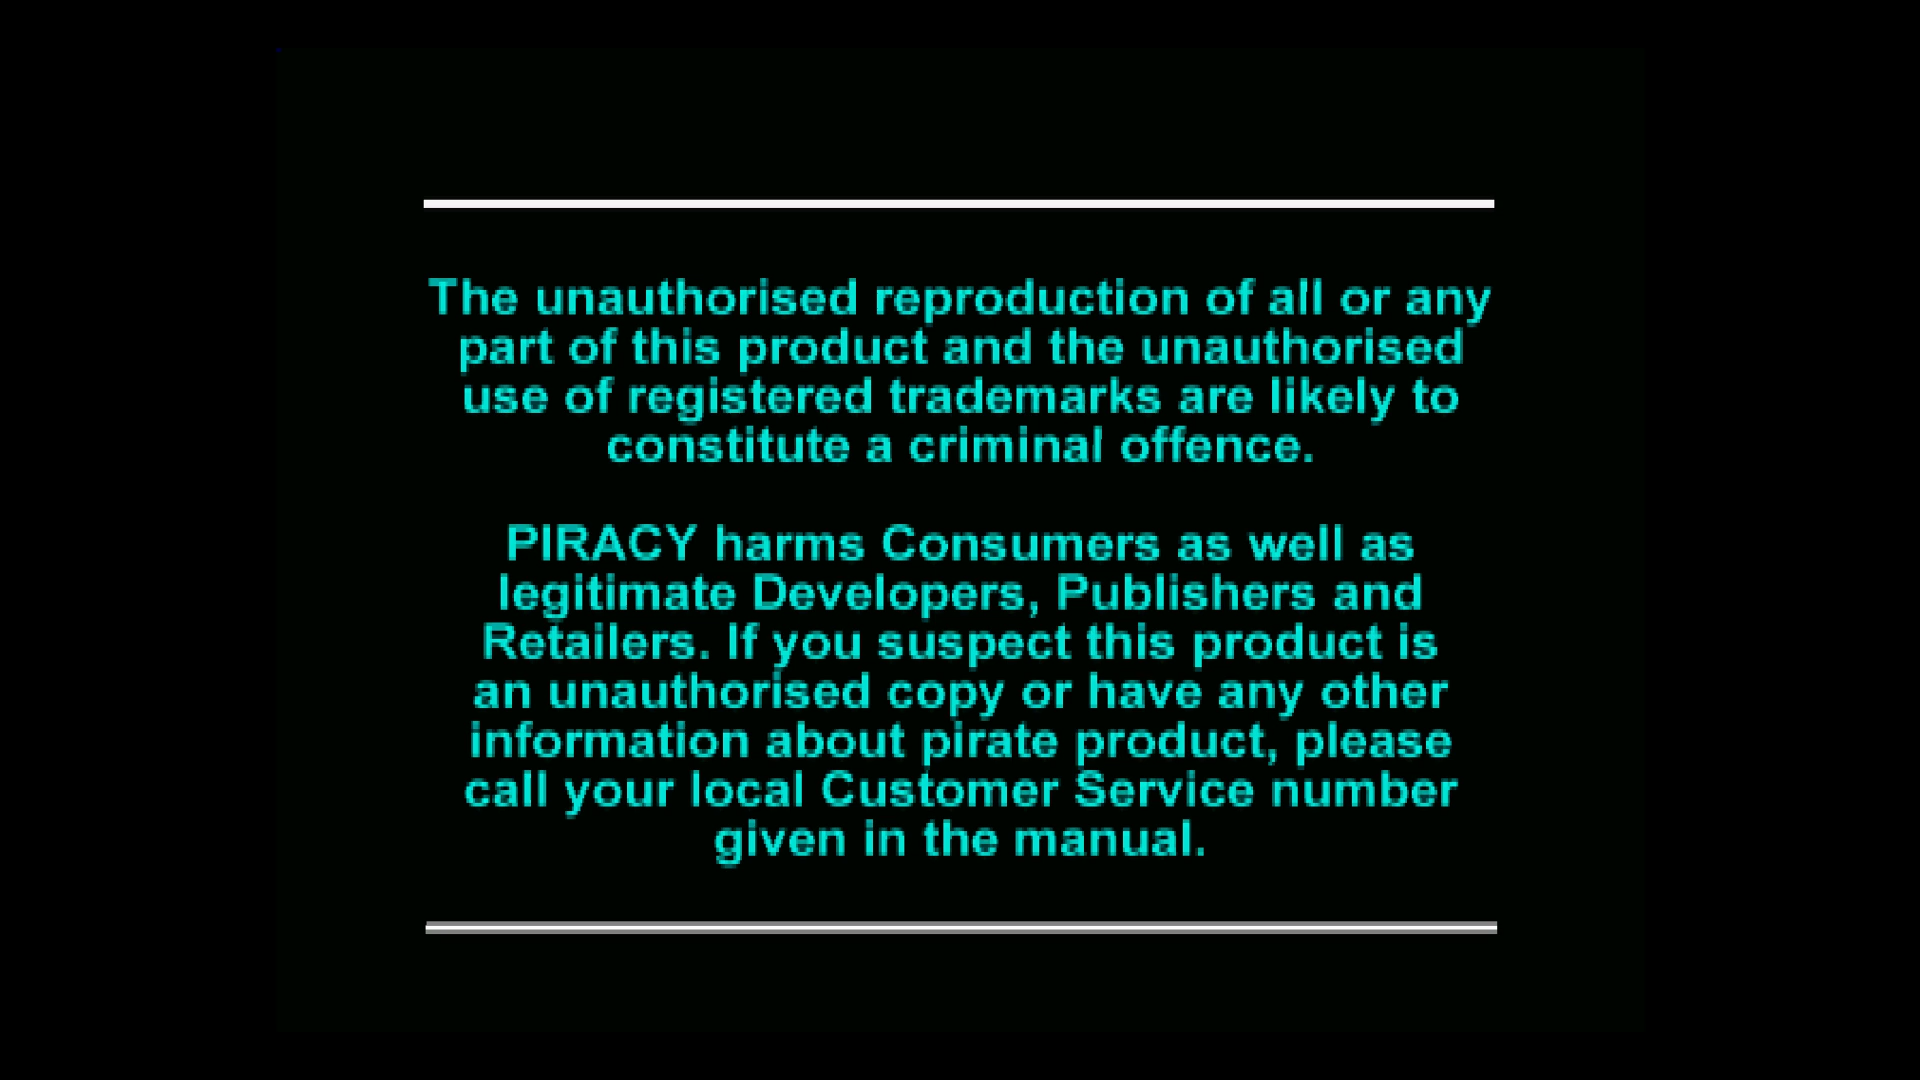 The unauthorised reproduction of all or any
part of this product and the unauthorised
use of registered trademarks are likely to
constitute a criminal offence.
PIRACY harms Consumers as well as
legitimate Developers, Publishers and
Retailers. If you suspect this product is
an unauthorised copy or have any other
information about pirate product, please
call your local Customer Service number
given in the manual.